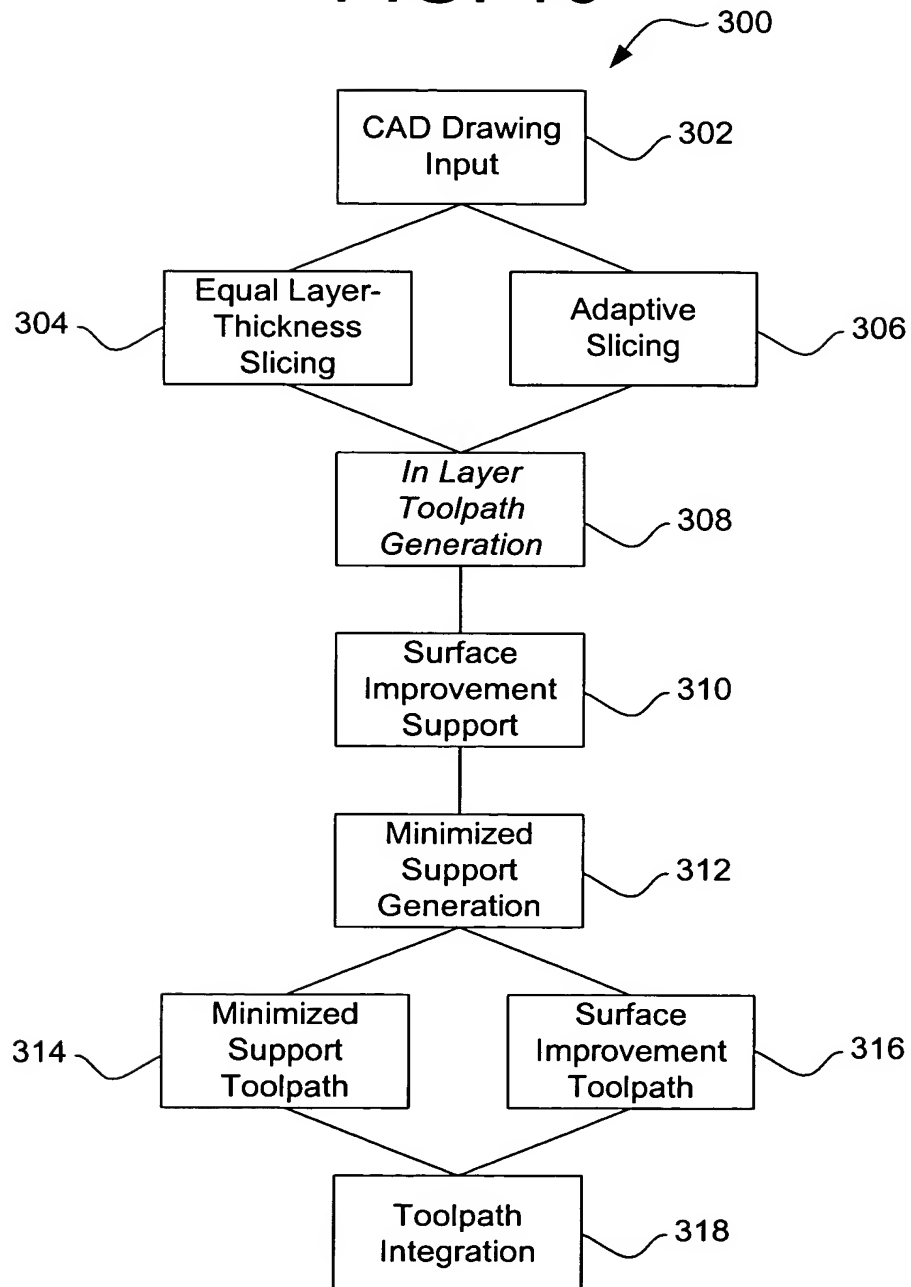 300
CAD Drawing
Input
302
Equal Layer-
Thickness
Slicing
304
Adaptive
Slicing
306
In Layer
Toolpath
Generation
308
Surface
Improvement
Support
310
Minimized
Support
Generation
312
Minimized
Support
Toolpath
314
Surface
Improvement
Toolpath
316
Toolpath
Integration
318